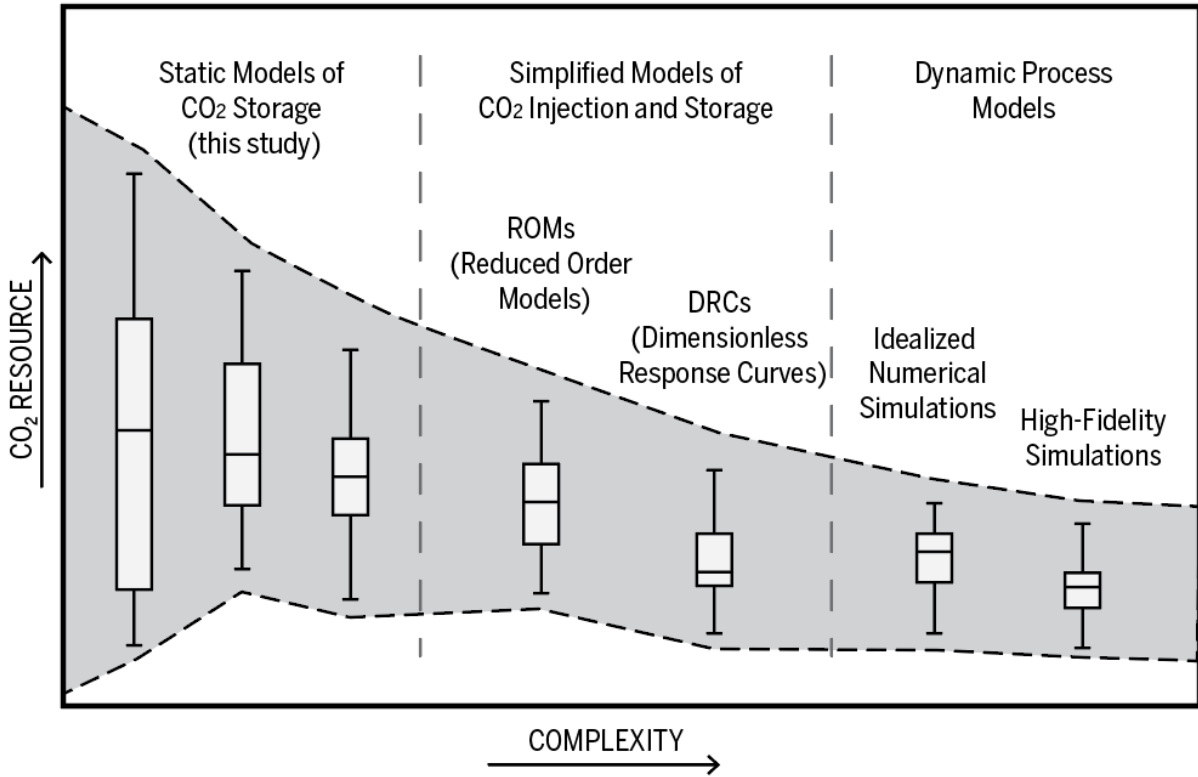 Static Models of
CO2 Storage
(this study)
Simplified Models of
CO2 Injection and Storage
Dynamic Process
Models
ROMs
(Reduced Order
Models)
DRCs
(Dimensionless
Response Curves)
Idealized
Numerical
Simulations
High-Fidelity
Simulations
CO₂ RESOURCE
COMPLEXITY